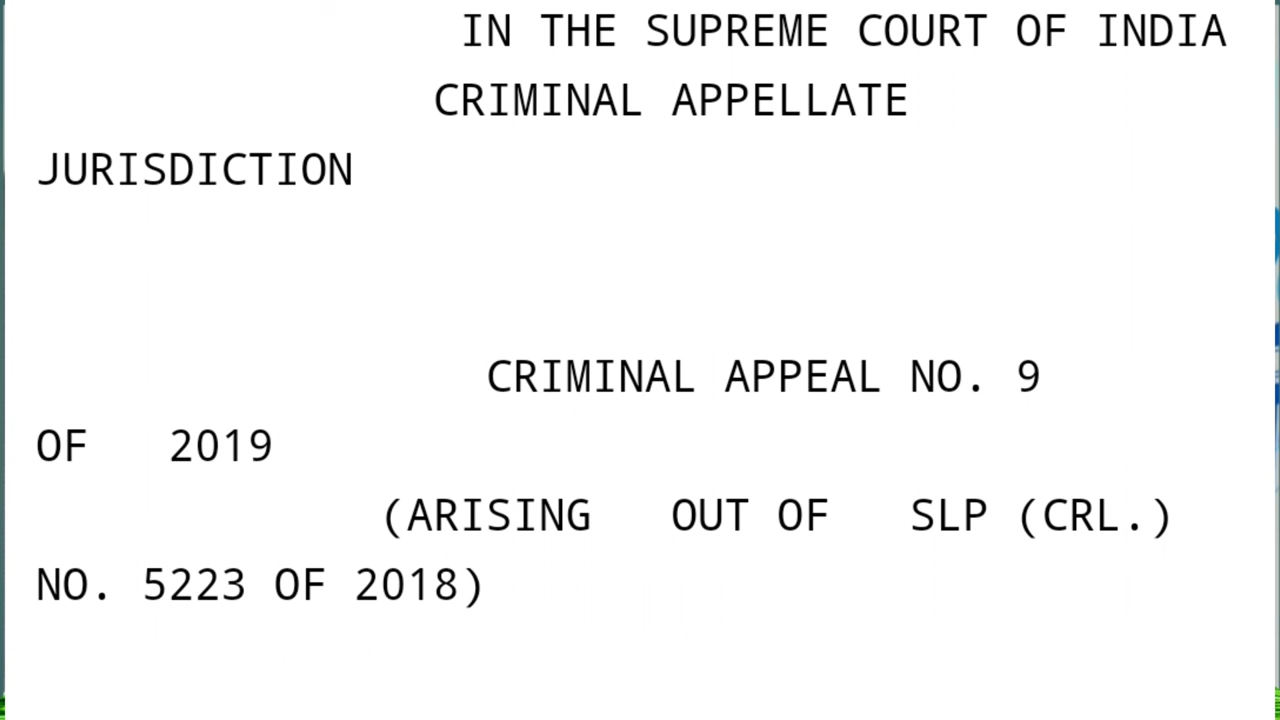 IN THE SUPREME COURT OF INDIA
CRIMINAL APPELLATE
JURISDICTION
CRIMINAL APPEAL NO. 9
OF 2019
(ARISING OUT OF SLP (CRL.)
NO. 5223 OF 2018)